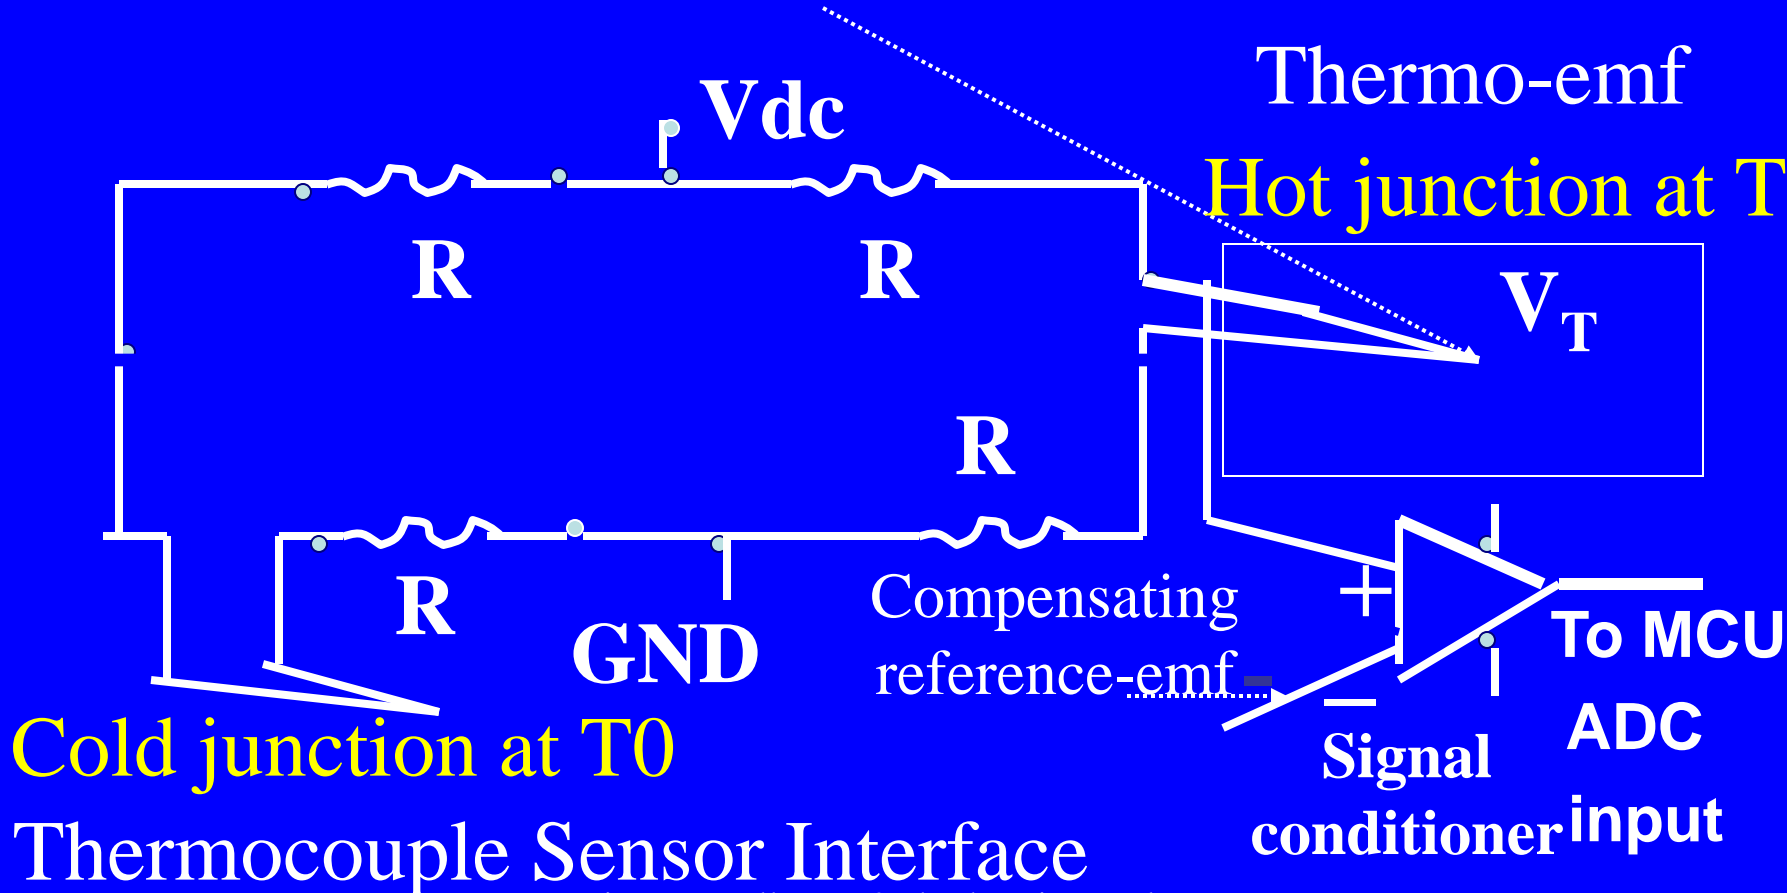 Thermo-emf
Vdc
Hot junction at T
R
R
VT
R
R
Compensating
reference-emf
GND
+
To MCU
ADC
input
Cold junction at T0
Signal
conditioner
Thermocouple Sensor Interface